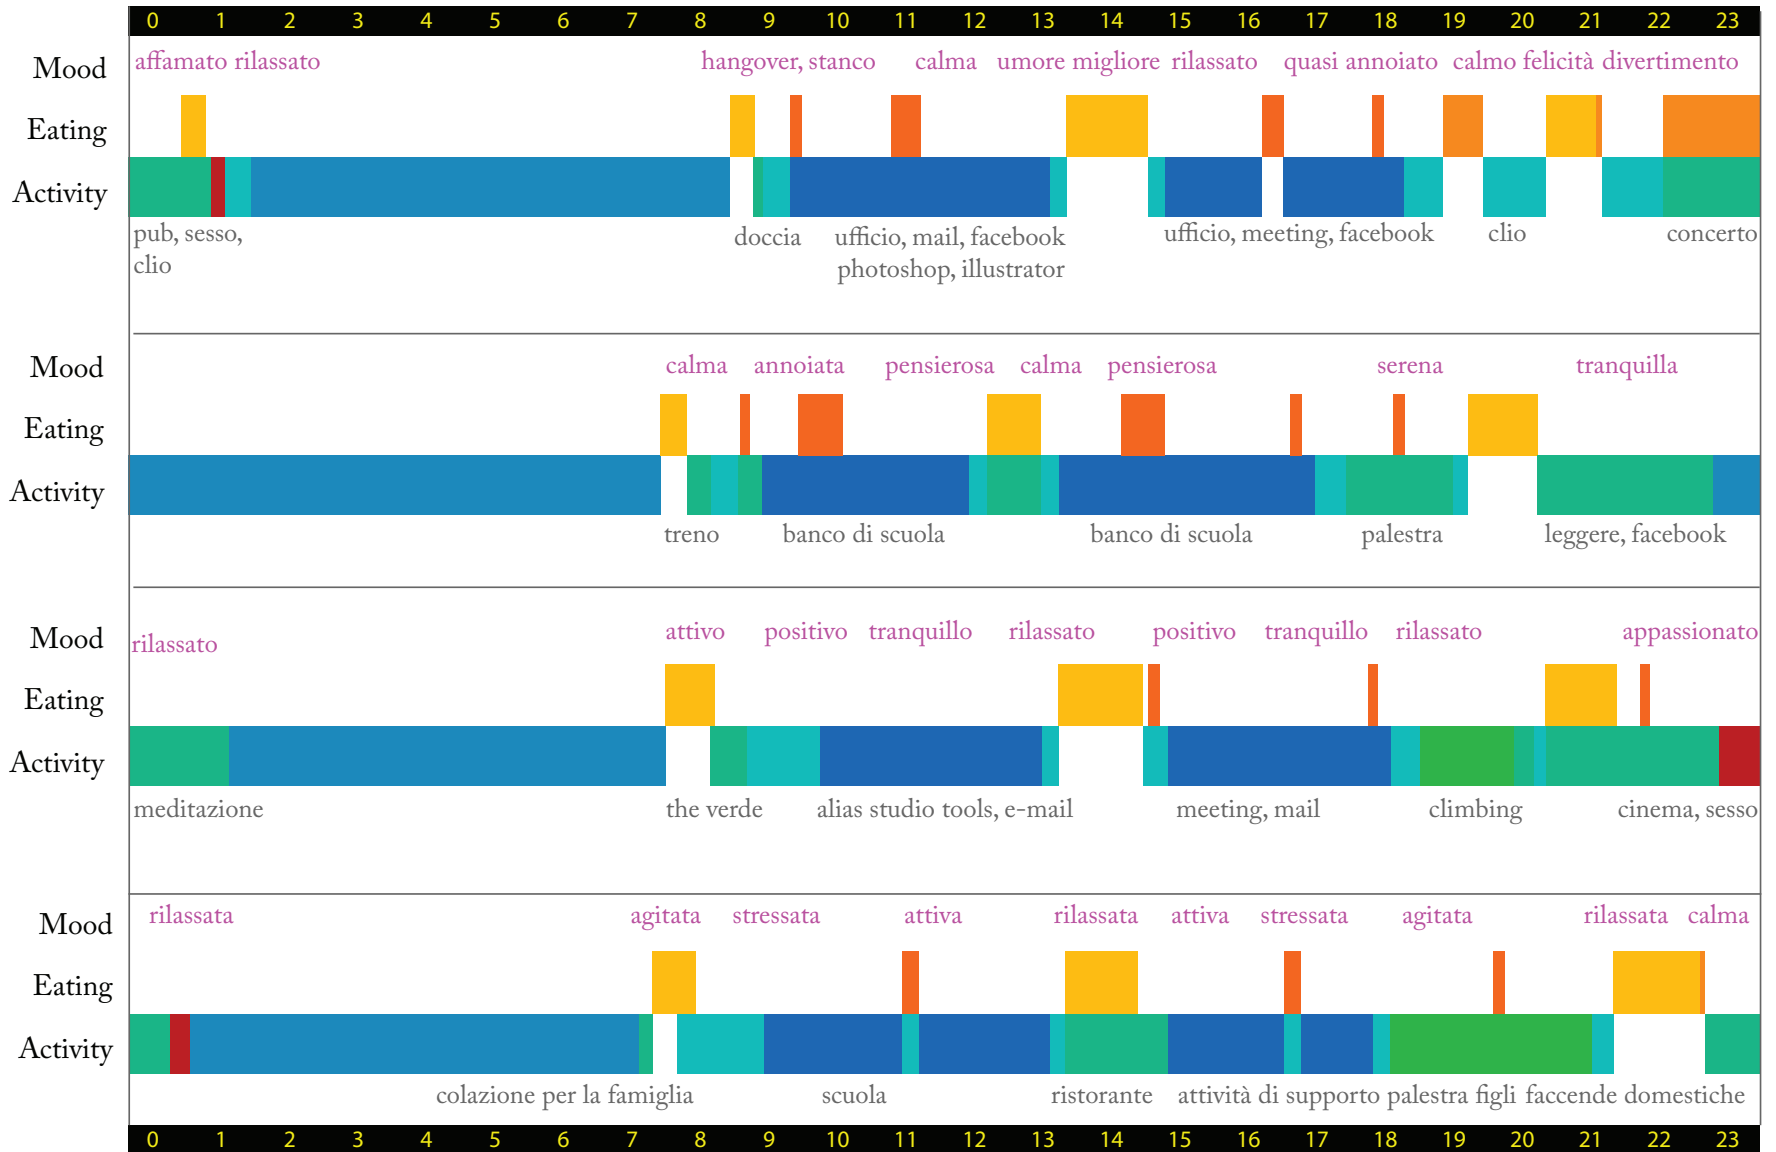 0 1 2 3 4 5 6 7 8 9 10 11 12 13 14 15 16 17 18 19 20 21 22 23
Mood affamato rilassato hangover, stanco calma umore migliore rilassato quasi annoiato calmo felicità divertimento
Eating
Activity
pub, sesso, doccia ufficio, mail, facebook ufficio, meeting, facebook clio concerto
clio photoshop, illustrator
Mood calma annoiata pensierosa calma pensierosa serena tranquilla
Eating
Activity
treno banco di scuola banco di scuola palestra leggere, facebook
Mood rilassato attivo positivo tranquillo rilassato positivo tranquillo rilassato appassionato
Eating
Activity
meditazione the verde alias studio tools, e-mail meeting, mail climbing cinema, sesso
Mood rilassata agitata stressata attiva rilassata attiva stressata agitata rilassata calma
Eating
Activity
colazione per la famiglia scuola ristorante attività di supporto palestra figli faccende domestiche
0 1 2 3 4 5 6 7 8 9 10 11 12 13 14 15 16 17 18 19 20 21 22 23